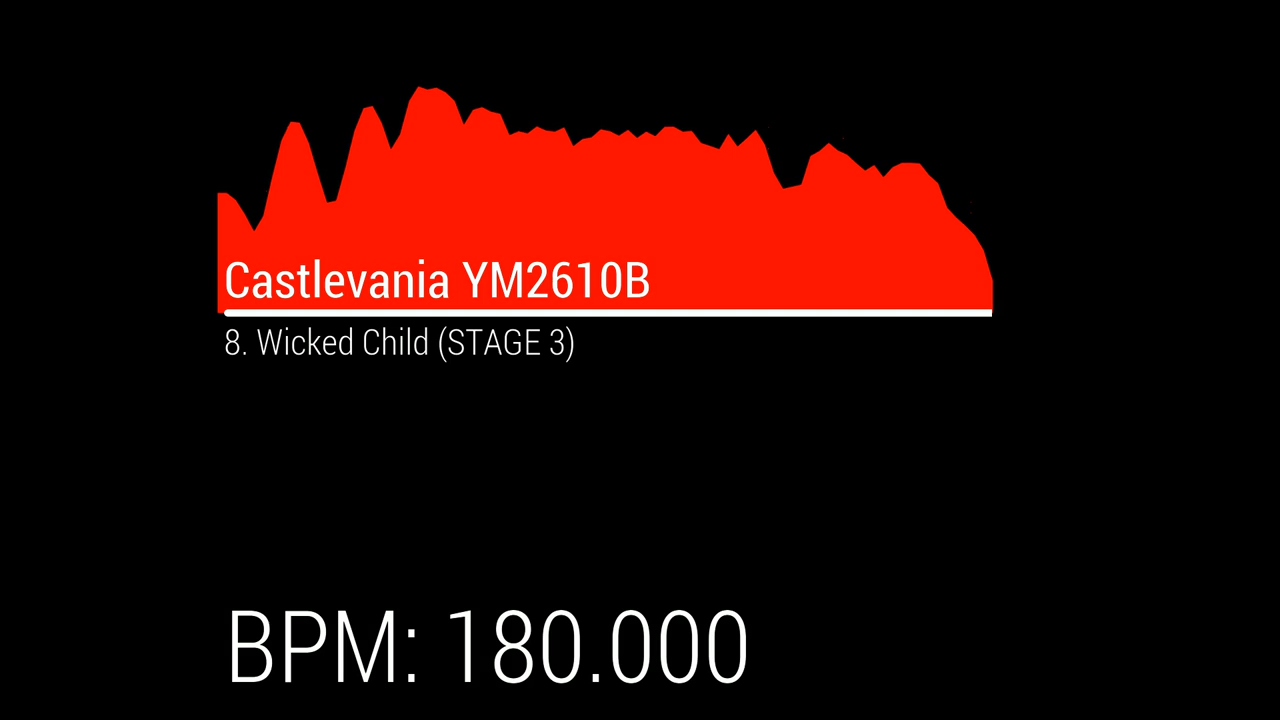 Castlevania YM2610B
8. Wicked Child (STAGE 3)
BPM: 180.000